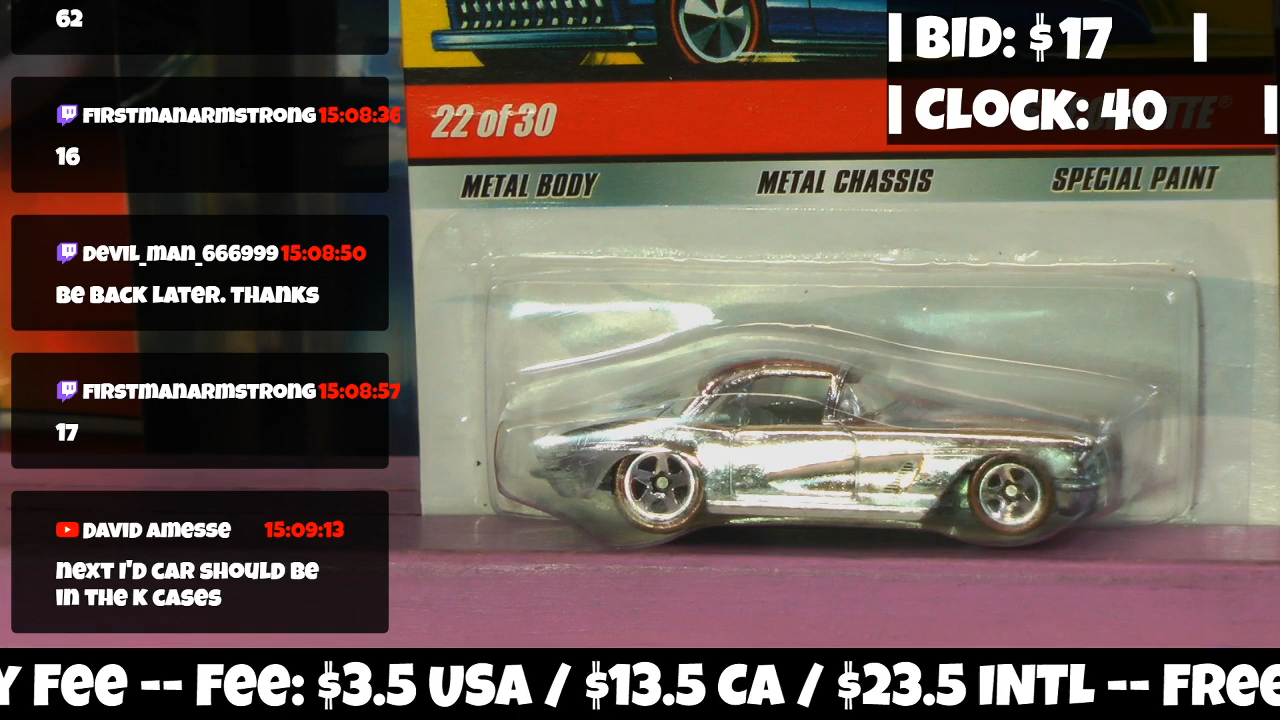 62
FIRSTMANARMSTRONG 15:08:36
16
DEVIL_MAN_666999 15:08:50
BE BACK LATER. THANKS
FIRSTMANARMSTRONG 15:08:57
17
DAVID AMESSE 15:09:13
NEXT I'D CAR SHOULD BE
IN THE K CASES
| BID: $17 |
| CLOCK: 40 |
22 of 30
METAL BODY METAL CHASSIS SPECIAL PAINT
Y FEE -- FEE: $3.5 USA / $13.5 CA / $23.5 INTL -- FREE